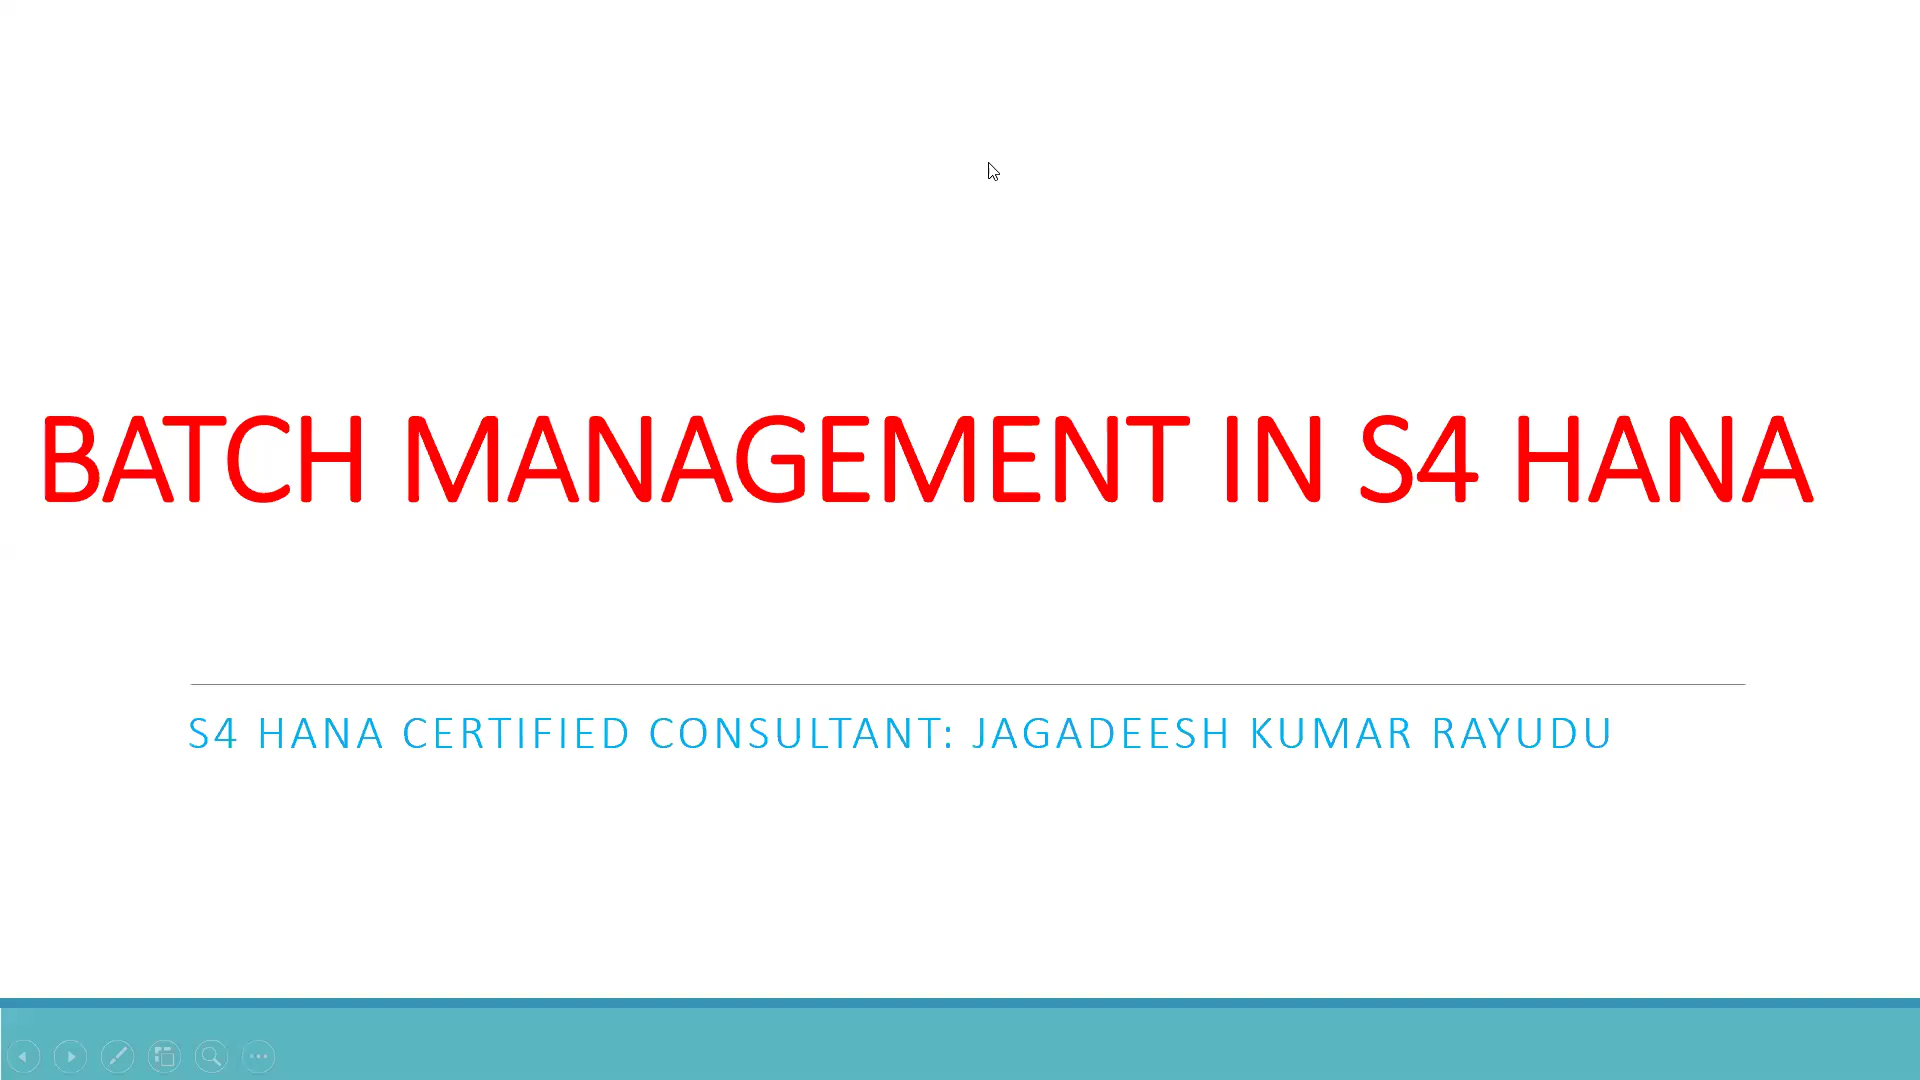 BATCH MANAGEMENT IN S4 HANA
S4 HANA CERTIFIED CONSULTANT: JAGADEESH KUMAR RAYUDU